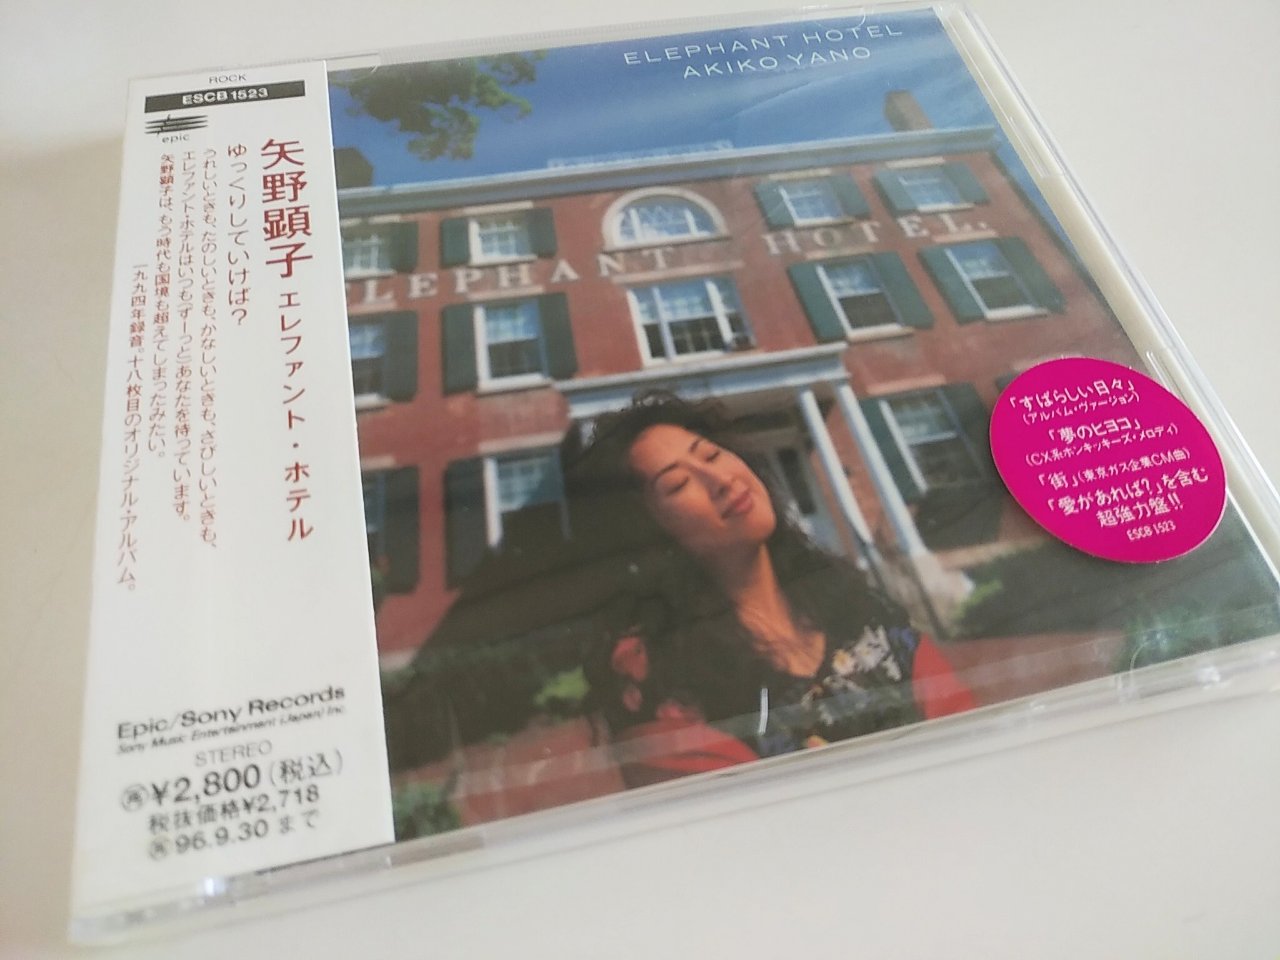 ROCK
ESCB 1523
epic
矢野顕子 エレファント・ホテル
ゆっくりしていけば?
うれしいときも、たのしいときも、かなしいときも、さびしいときも、
エレファント・ホテルはいつも(ずーっと)あなたを待っています。
矢野顕子は、もう時代も国境も超えてしまったみたい。
一九九四年録音。十八枚目のオリジナル・アルバム。
Epic/Sony Records
Sony Music Entertainment (Japan) Inc.
STEREO
再¥2,800(税込)
税抜価格¥2,718
再96.9.30まで
ELEPHANT HOTEL
AKIKO YANO
ELEPHANT HOTEL.
「すばらしい日々」
(アルバム・ヴァージョン)
「夢のヒヨコ」
(CX系ポンキッキーズ・メロディ)
「街」(東京ガス企業CM曲)
「愛があれば?」を含む
超強力盤!!
ESCB 1523